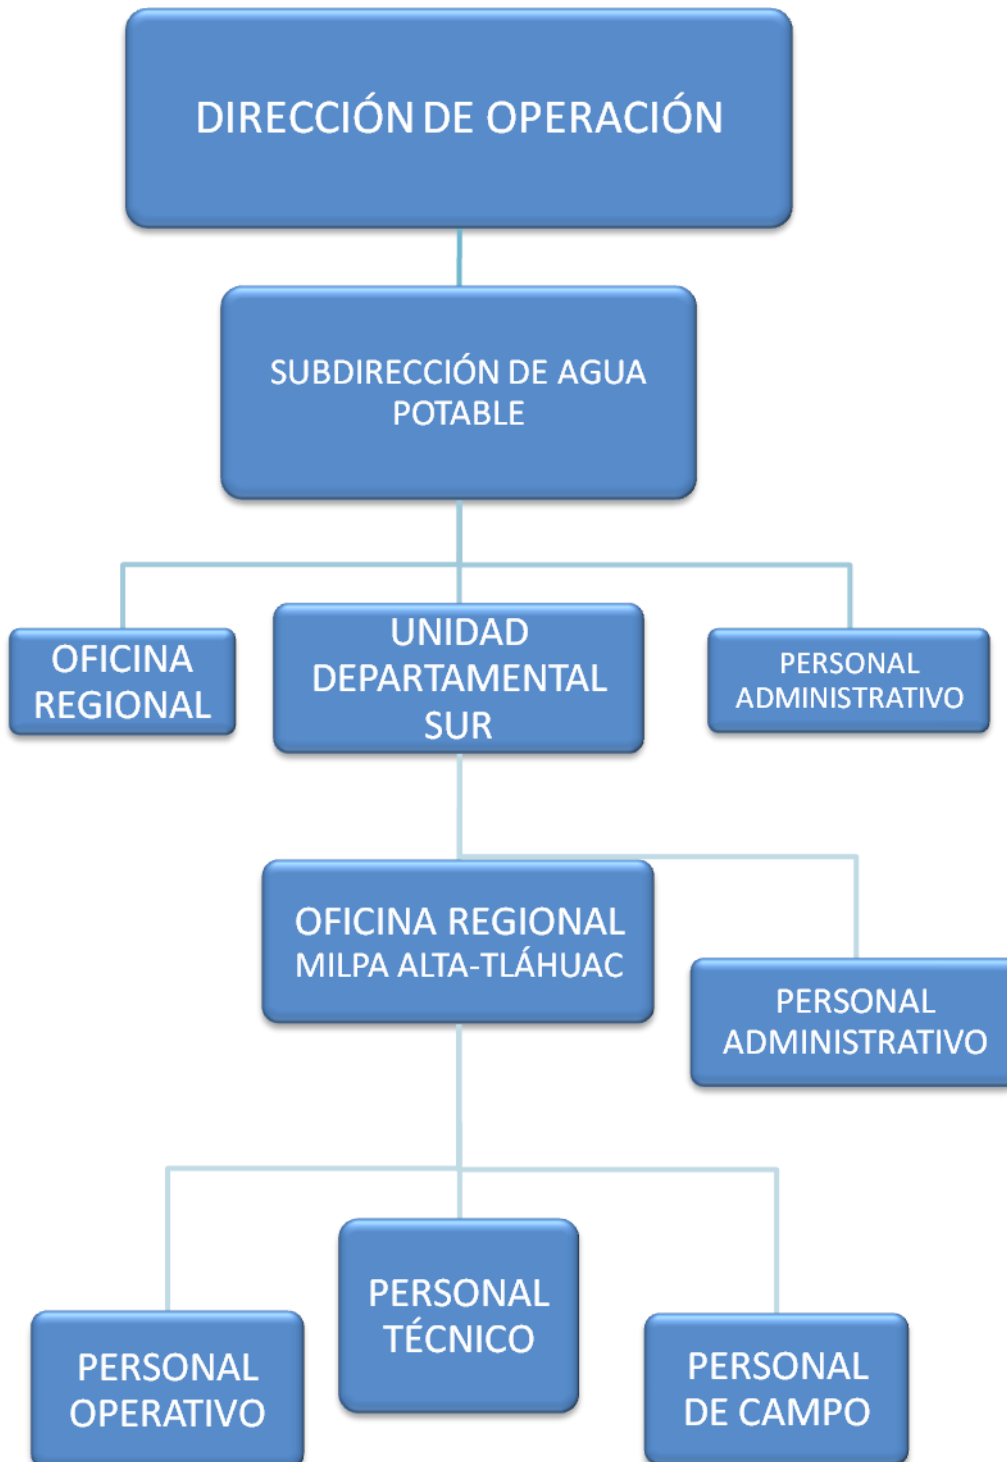 DIRECCIÓN DE OPERACIÓN
SUBDIRECCIÓN DE AGUA
POTABLE
OFICINA
REGIONAL
UNIDAD
DEPARTAMENTAL
SUR
PERSONAL
ADMINISTRATIVO
OFICINA REGIONAL
MILPA ALTA-TLÁHUAC
PERSONAL
ADMINISTRATIVO
PERSONAL
OPERATIVO
PERSONAL
TÉCNICO
PERSONAL
DE CAMPO